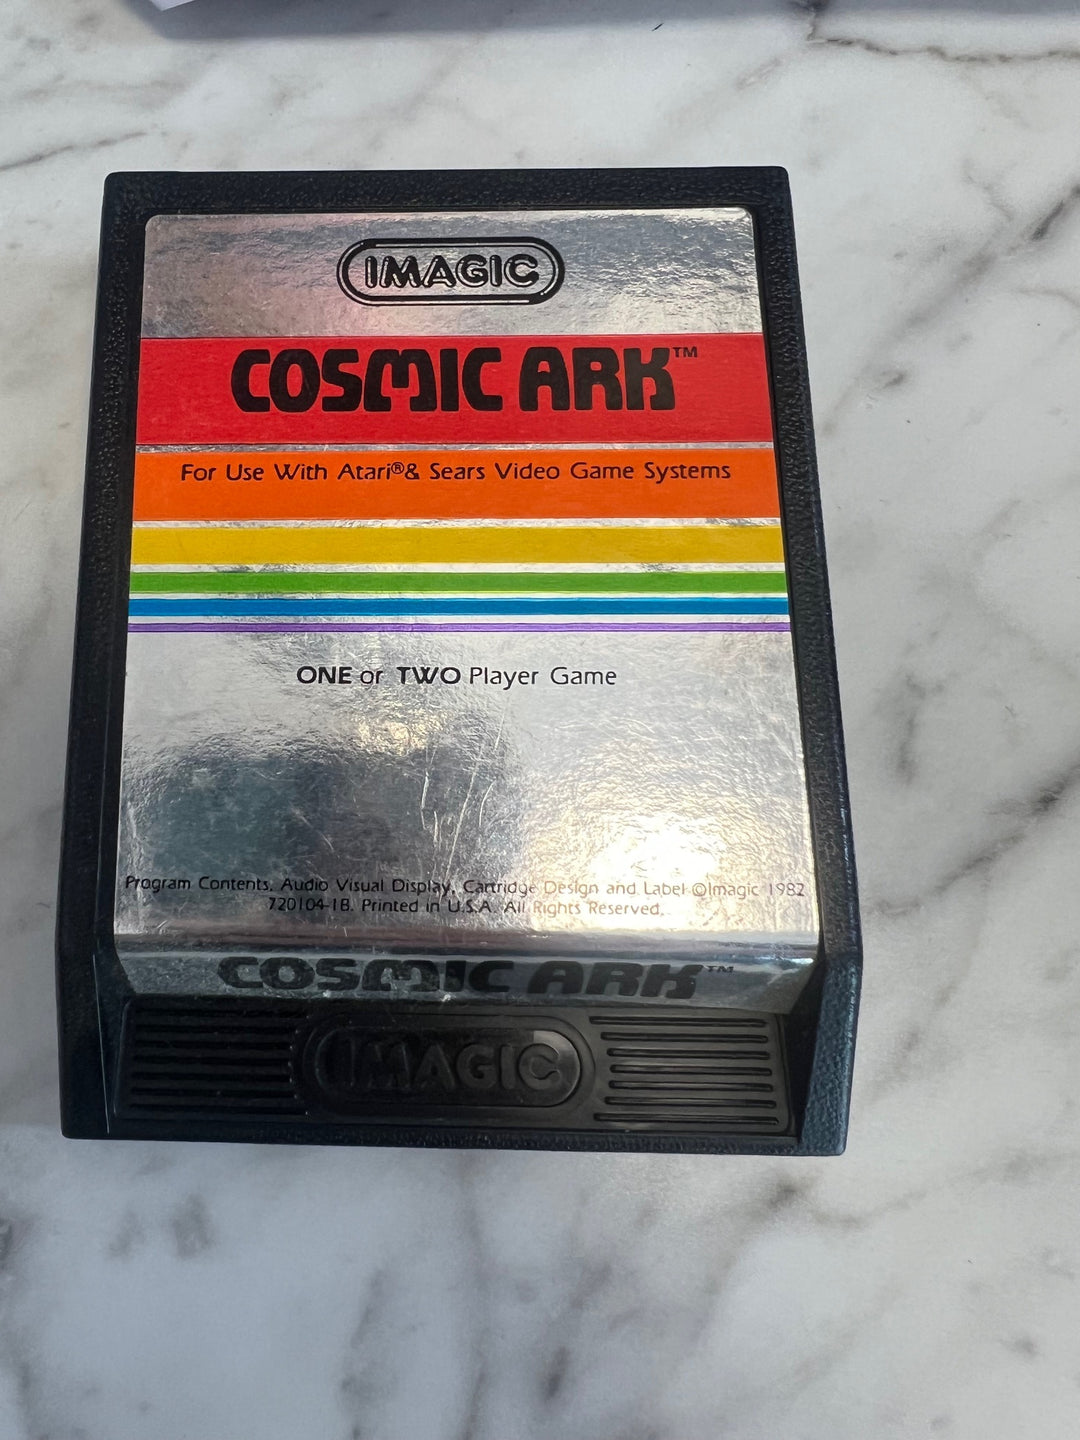 IMAGIC
COSMIC ARK™
For Use With Atari®& Sears Video Game Systems
ONE or TWO Player Game
Program Contents, Audio Visual Display, Cartridge Design and Label ©Imagic 1982
720104-1B. Printed in U.S.A. All Rights Reserved.
COSMIC ARK™
IMAGIC